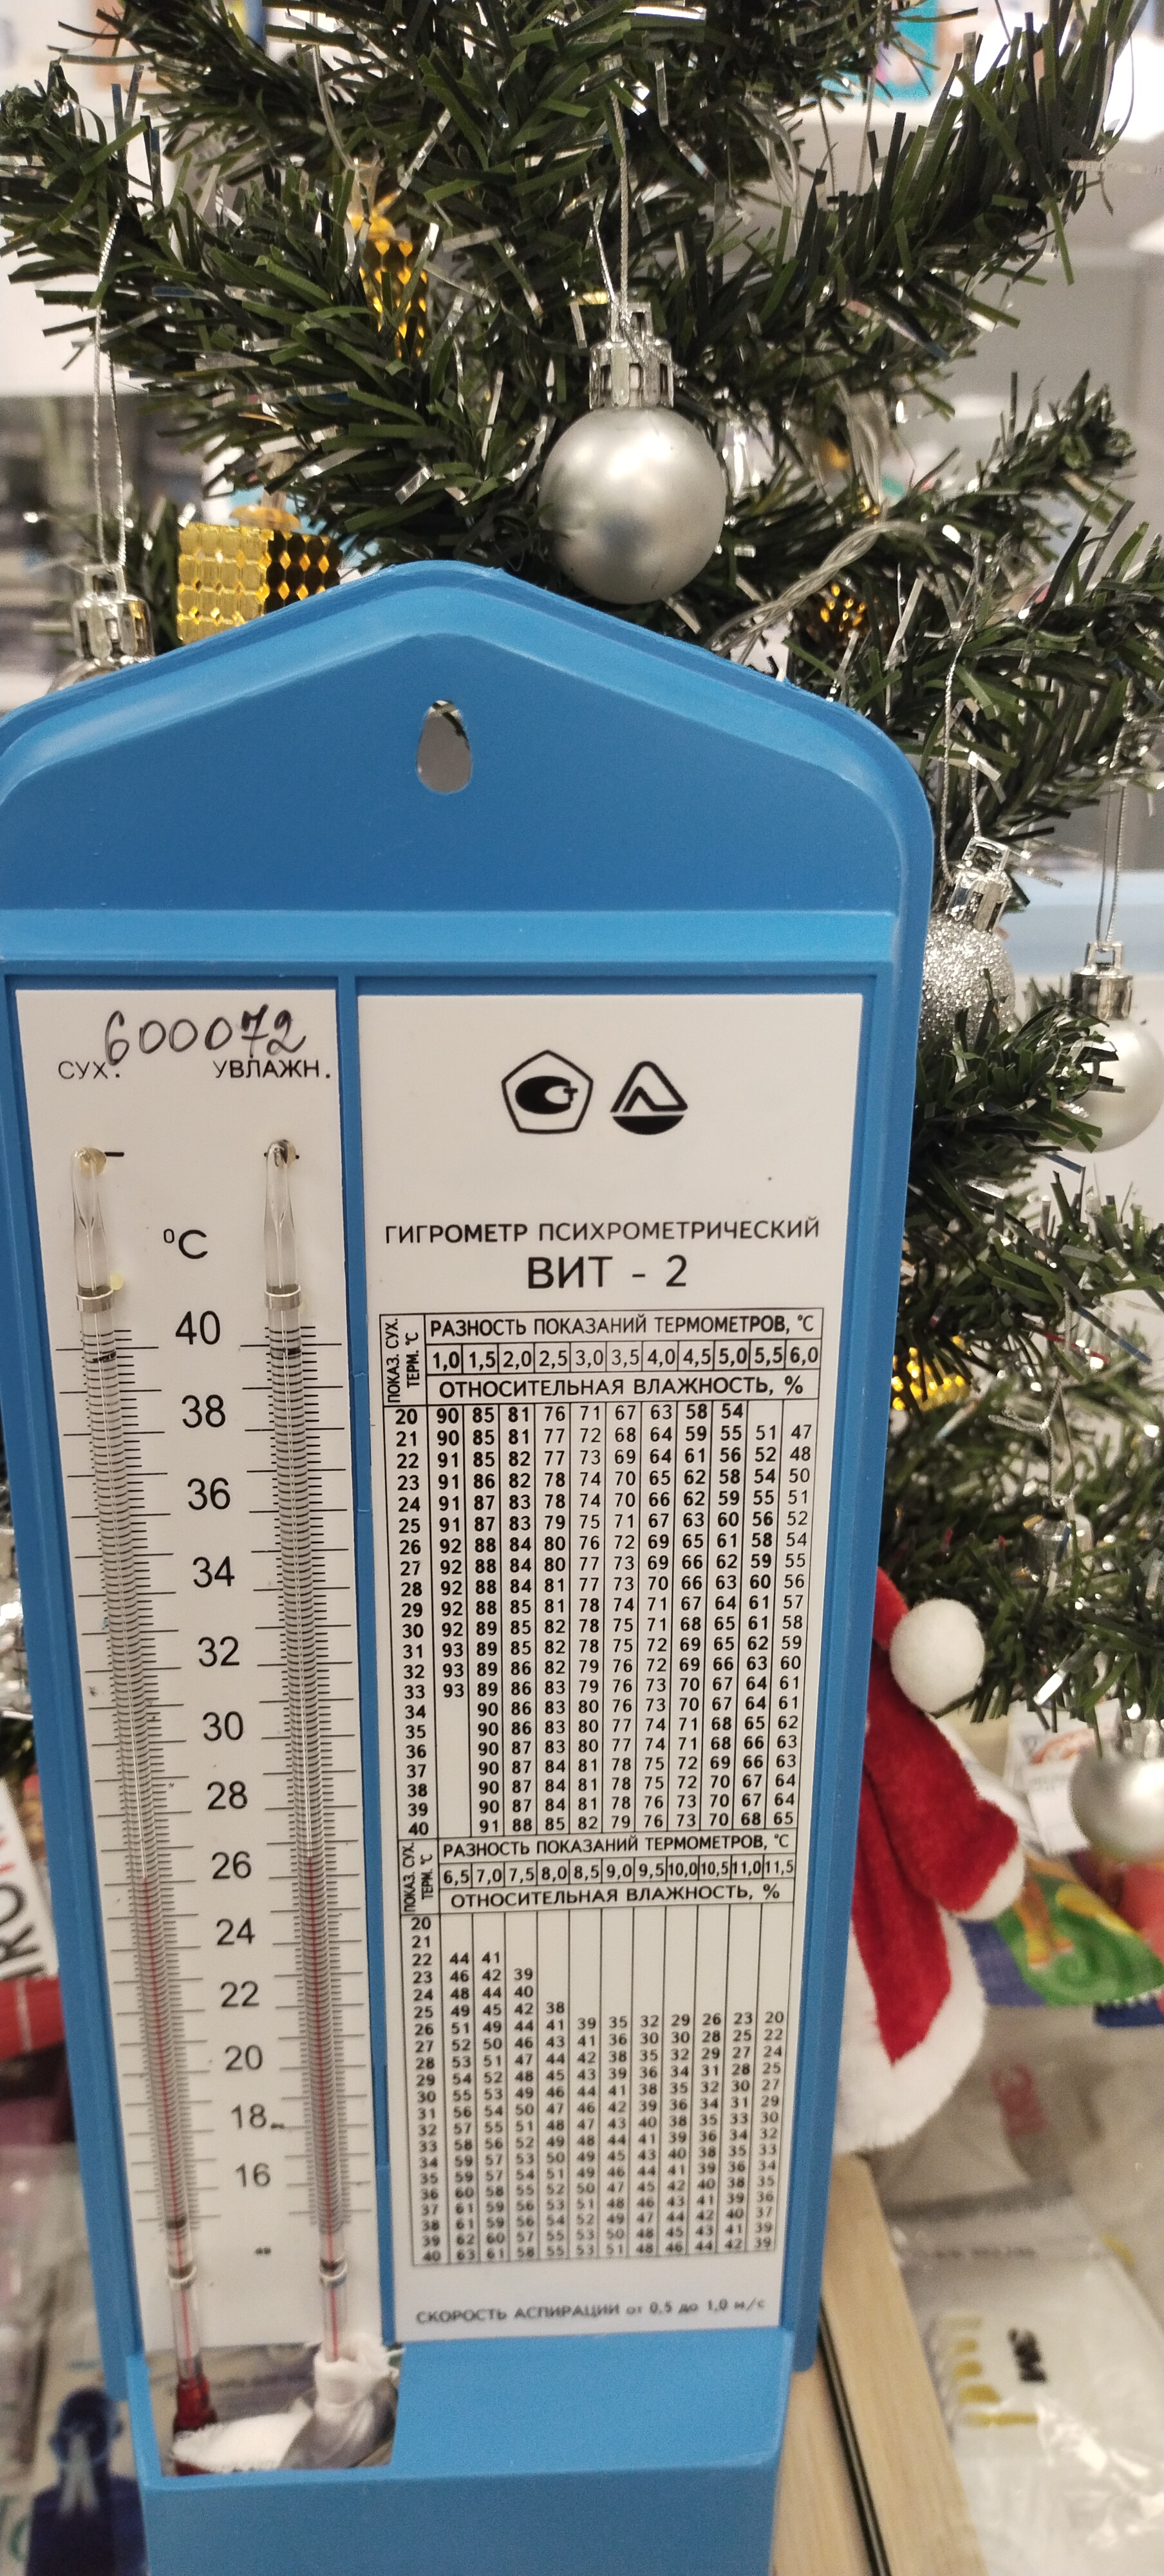 600072
СУХ. УВЛАЖН.
°C
40
38
36
34
32
30
28
26
24
22
20
18
16
ГИГРОМЕТР ПСИХРОМЕТРИЧЕСКИЙ
ВИТ - 2
ПОКАЗ. СУХ. ТЕРМ. °C
РАЗНОСТЬ ПОКАЗАНИЙ ТЕРМОМЕТРОВ, °C
1,0 1,5 2,0 2,5 3,0 3,5 4,0 4,5 5,0 5,5 6,0
ОТНОСИТЕЛЬНАЯ ВЛАЖНОСТЬ, %
20 90 85 81 76 71 67 63 58 54
21 90 85 81 77 72 68 64 59 55 51 47
22 91 85 82 77 73 69 64 61 56 52 48
23 91 86 82 78 74 70 65 62 58 54 50
24 91 87 83 78 74 70 66 62 59 55 51
25 91 87 83 79 75 71 67 63 60 56 52
26 92 88 84 80 76 72 69 65 61 58 54
27 92 88 84 80 77 73 69 66 62 59 55
28 92 88 84 81 77 73 70 66 63 60 56
29 92 88 85 81 78 74 71 67 64 61 57
30 92 89 85 82 78 75 71 68 65 61 58
31 93 89 85 82 78 75 72 69 65 62 59
32 93 89 86 82 79 76 72 69 66 63 60
33 93 89 86 83 79 76 73 70 67 64 61
34 90 86 83 80 76 73 70 67 64 61
35 90 86 83 80 77 74 71 68 65 62
36 90 87 83 80 77 74 71 68 66 63
37 90 87 84 81 78 75 72 69 66 63
38 90 87 84 81 78 75 72 70 67 64
39 90 87 84 81 78 76 73 70 67 64
40 91 88 85 82 79 76 73 70 68 65
ПОКАЗ. СУХ. ТЕРМ. °C
РАЗНОСТЬ ПОКАЗАНИЙ ТЕРМОМЕТРОВ, °C
6,5 7,0 7,5 8,0 8,5 9,0 9,5 10,0 10,5 11,0 11,5
ОТНОСИТЕЛЬНАЯ ВЛАЖНОСТЬ, %
20
21
22 44 41
23 46 42 39
24 48 44 40
25 49 45 42 38
26 51 49 44 41 39 35 32 29 26 23 20
27 52 50 46 43 41 36 30 30 28 25 22
28 53 51 47 44 42 38 35 32 29 27 24
29 54 52 48 45 43 39 36 34 31 28 25
30 55 53 49 46 44 41 38 35 32 30 27
31 56 54 50 47 46 42 39 36 34 31 29
32 57 55 51 48 47 43 40 38 35 33 30
33 58 56 52 49 48 44 41 39 36 34 32
34 59 57 53 50 49 45 43 40 38 35 33
35 59 57 54 51 49 46 44 41 39 36 34
36 60 58 55 52 50 47 45 42 40 38 35
37 61 59 56 53 51 48 46 43 41 39 36
38 61 59 56 54 52 49 47 44 42 40 37
39 62 60 57 55 53 50 48 45 43 41 39
40 63 61 58 55 53 51 48 46 44 42 39
СКОРОСТЬ АСПИРАЦИИ от 0,5 до 1,0 м/с